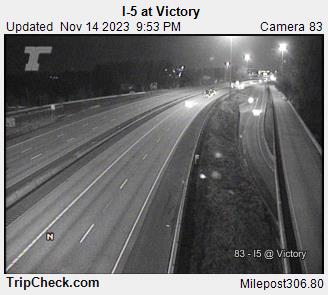 I-5 at Victory
Updated Nov 14 2023 9:53 PM Camera 83
T
N
83 - I5 @ Victory
TripCheck.com Milepost306.80